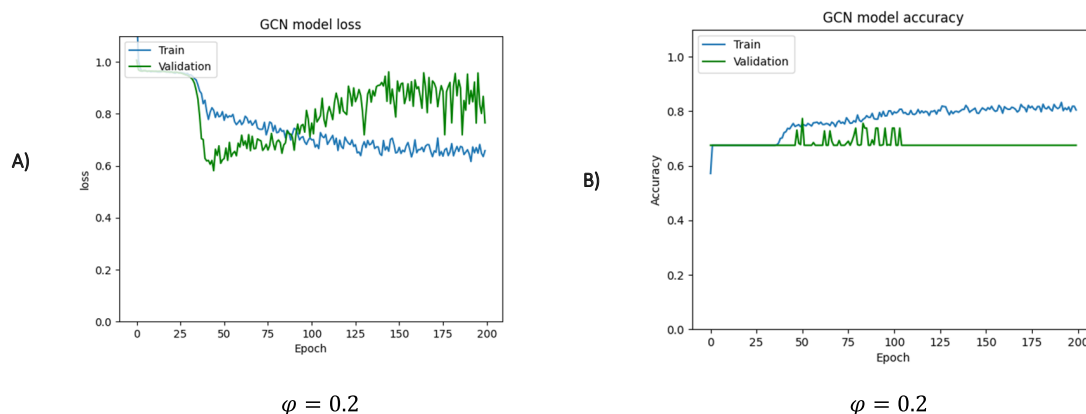 GCN model loss
Train
Validation
A)
loss
1.0
0.8
0.6
0.4
0.2
0.0
0 25 50 75 100 125 150 175 200
Epoch
φ = 0.2
GCN model accuracy
Train
Validation
B)
Accuracy
1.0
0.8
0.6
0.4
0.2
0.0
0 25 50 75 100 125 150 175 200
Epoch
φ = 0.2